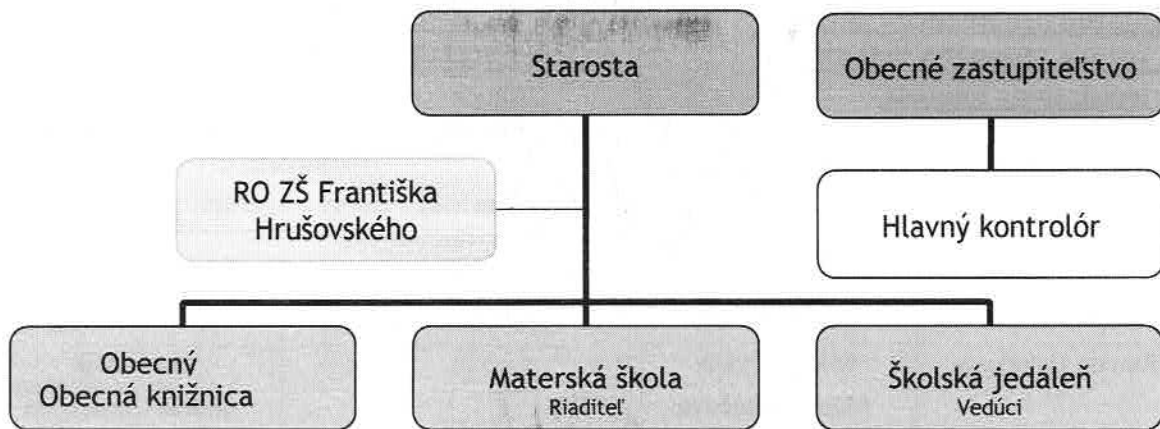 Starosta
Obecné zastupiteľstvo
RO ZŠ Františka
Hrušovského
Hlavný kontrolór
Obecný
Obecná knižnica
Materská škola
Riaditeľ
Školská jedáleň
Vedúci